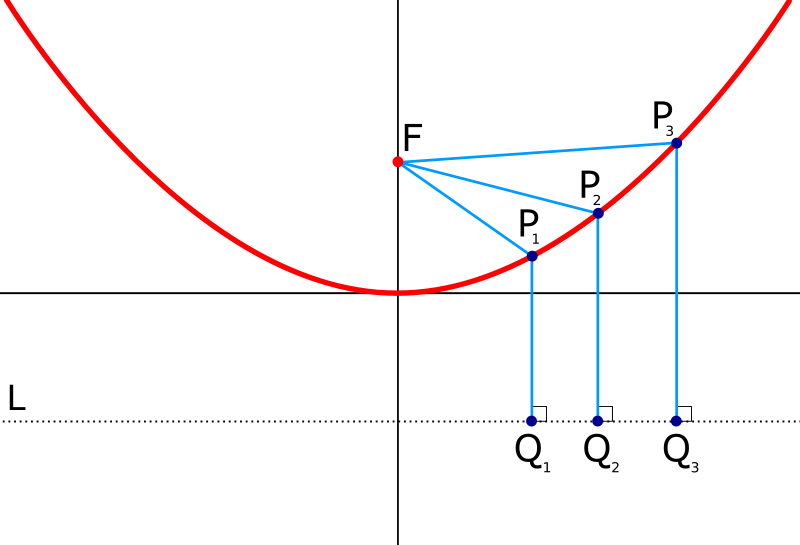 P₃
F
P₂
P₁
L
Q₁ Q₂ Q₃